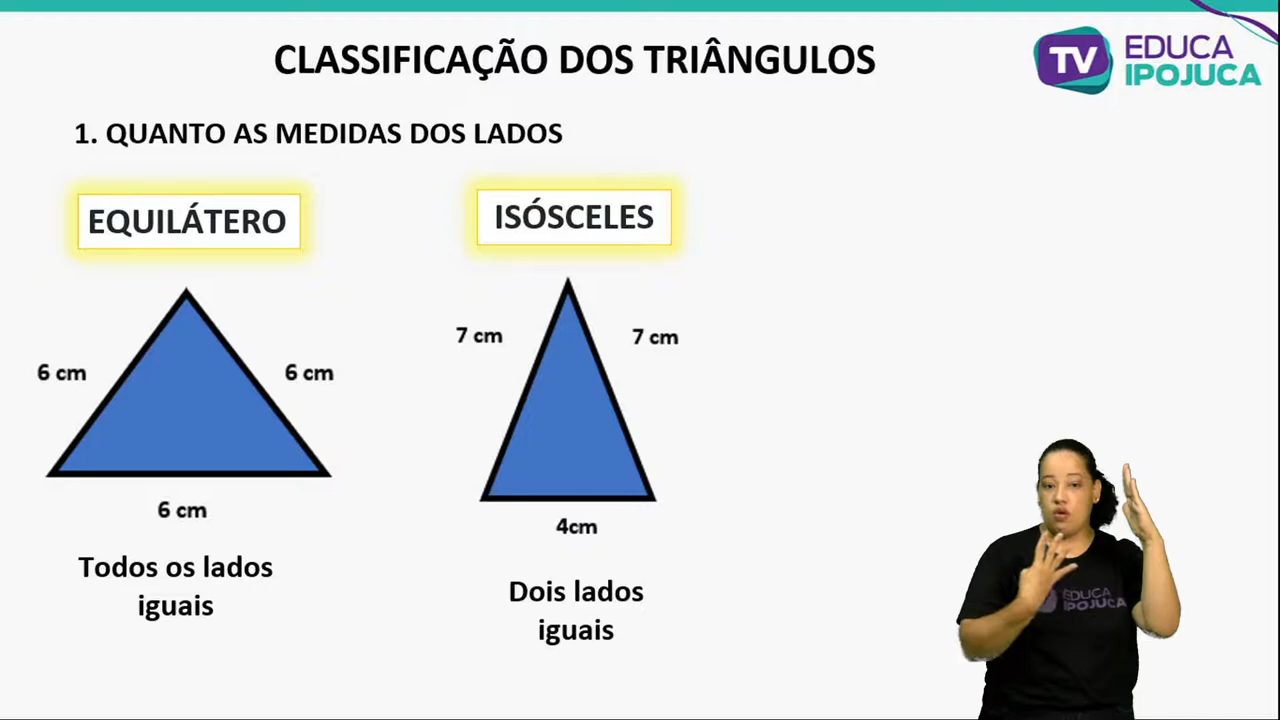 CLASSIFICAÇÃO DOS TRIÂNGULOS
TV EDUCA
IPOJUCA
1. QUANTO AS MEDIDAS DOS LADOS
EQUILÁTERO
ISÓSCELES
6 cm
6 cm
6 cm
Todos os lados
iguais
7 cm
7 cm
4cm
Dois lados
iguais
EDUCA
IPOJUCA